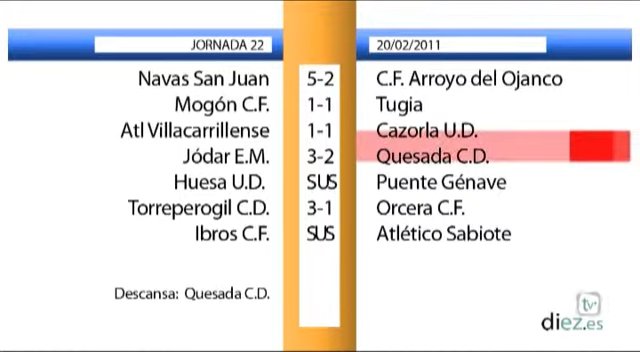 JORNADA 22 20/02/2011
Navas San Juan 5-2 C.F. Arroyo del Ojanco
Mogón C.F. 1-1 Tugia
Atl Villacarrillense 1-1 Cazorla U.D.
Jódar E.M. 3-2 Quesada C.D.
Huesa U.D. SUS Puente Génave
Torreperogil C.D. 3-1 Orcera C.F.
Ibros C.F. SUS Atlético Sabiote
Descansa: Quesada C.D.
tv
diez.es